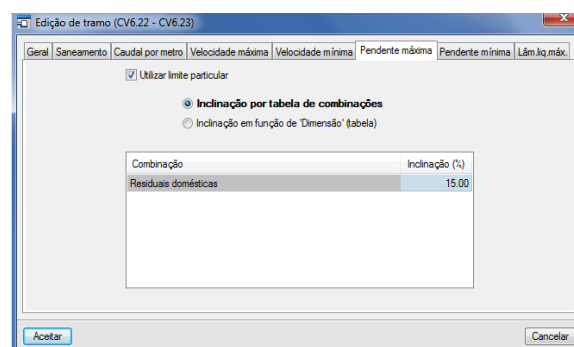 Edição de tramo (CV6.22 - CV6.23)
Geral Saneamento Caudal por metro Velocidade máxima Velocidade mínima Pendente máxima Pendente mínima Lâm.liq.máx.
Utilizar limite particular
Inclinação por tabela de combinações
Inclinação em função de 'Dimensão' (tabela)
Combinação Inclinação (%)
Residuais domésticas 15.00
Aceitar Cancelar